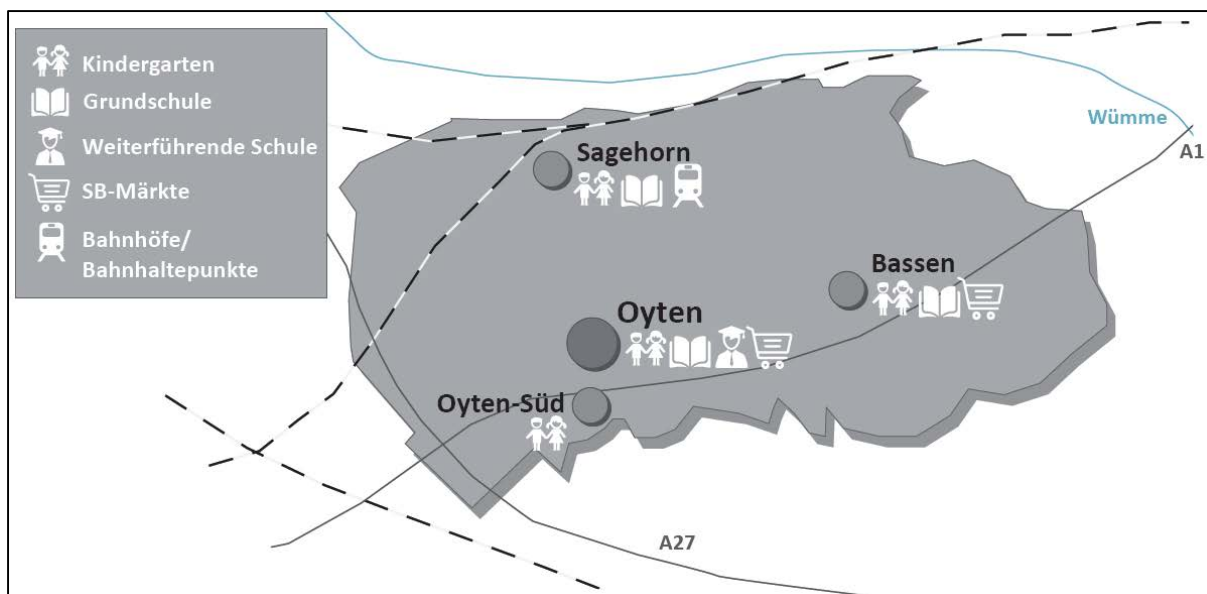 Kindergarten
Grundschule
Weiterführende Schule
SB-Märkte
Bahnhöfe/
Bahnhaltepunkte
Wümme
A1
Sagehorn
Bassen
Oyten
Oyten-Süd
A27